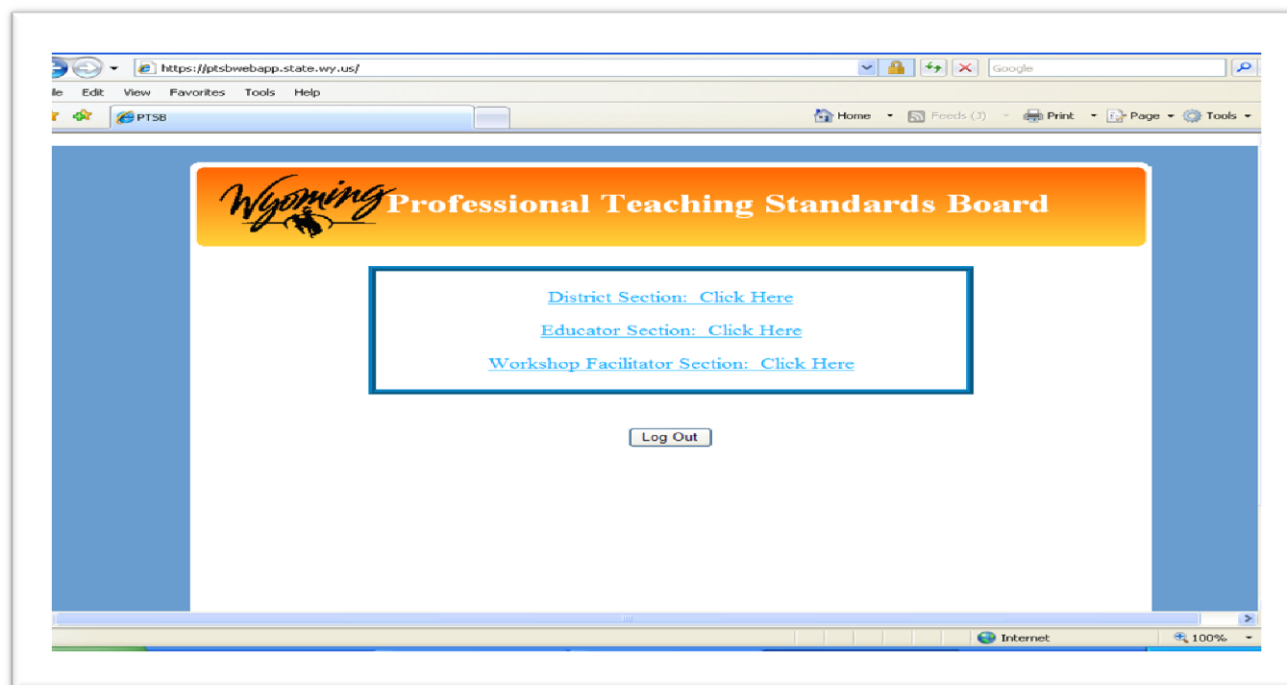 https://ptsbwebapp.state.wy.us/
Google
le Edit View Favorites Tools Help
PTSB
Home Feeds (J) Print Page Tools
Wyoming Professional Teaching Standards Board
District Section: Click Here
Educator Section: Click Here
Workshop Facilitator Section: Click Here
Log Out
Internet 100%